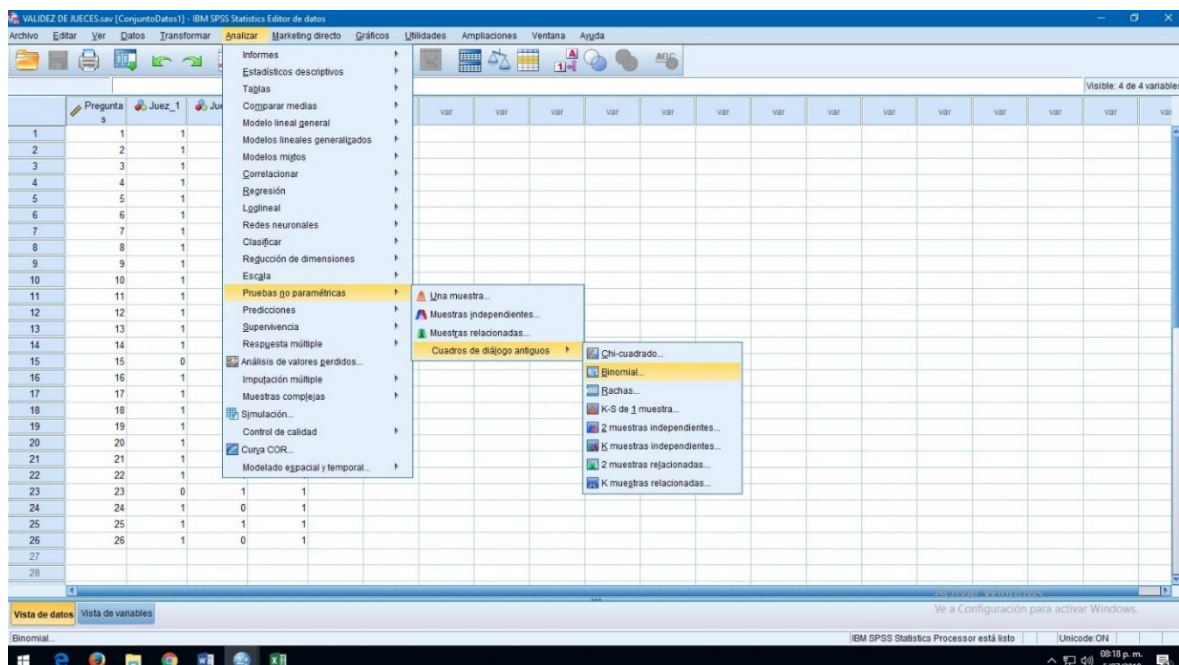 VALIDEZ DE JUECES.sav [ConjuntoDatos1] - IBM SPSS Statistics Editor de datos
Archivo Editar Ver Datos Transformar Analizar Marketing directo Gráficos Utilidades Ampliaciones Ventana Ayuda
Visible: 4 de 4 variables
Preguntas Juez_1 var var var var var var var var var var
1 1 1
2 2 1
3 3 1
4 4 1
5 5 1
6 6 1
7 7 1
8 8 1
9 9 1
10 10 1
11 11 1
12 12 1
13 13 1
14 14 1
15 15 0
16 16 1
17 17 1
18 18 1
19 19 1
20 20 1
21 21 1
22 22 1
23 23 0 1 1
24 24 1 0 1
25 25 1 1 1
26 26 1 0 1
27
28
Informes
Estadísticos descriptivos
Tablas
Comparar medias
Modelo lineal general
Modelos lineales generalizados
Modelos mixtos
Correlacionar
Regresión
Loglineal
Redes neuronales
Clasificar
Reducción de dimensiones
Escala
Pruebas no paramétricas
Predicciones
Supervivencia
Respuesta múltiple
Análisis de valores perdidos...
Imputación múltiple
Muestras complejas
Simulación...
Control de calidad
Curva COR...
Modelado espacial y temporal...
Una muestra...
Muestras independientes...
Muestras relacionadas...
Cuadros de diálogo antiguos
Chi-cuadrado...
Binomial...
Rachas...
K-S de 1 muestra...
2 muestras independientes...
K muestras independientes...
2 muestras relacionadas...
K muestras relacionadas...
Activar Windows
Ve a Configuración para activar Windows.
Vista de datos Vista de variables
Binomial...
IBM SPSS Statistics Processor está listo Unicode:ON
08:18 p. m.